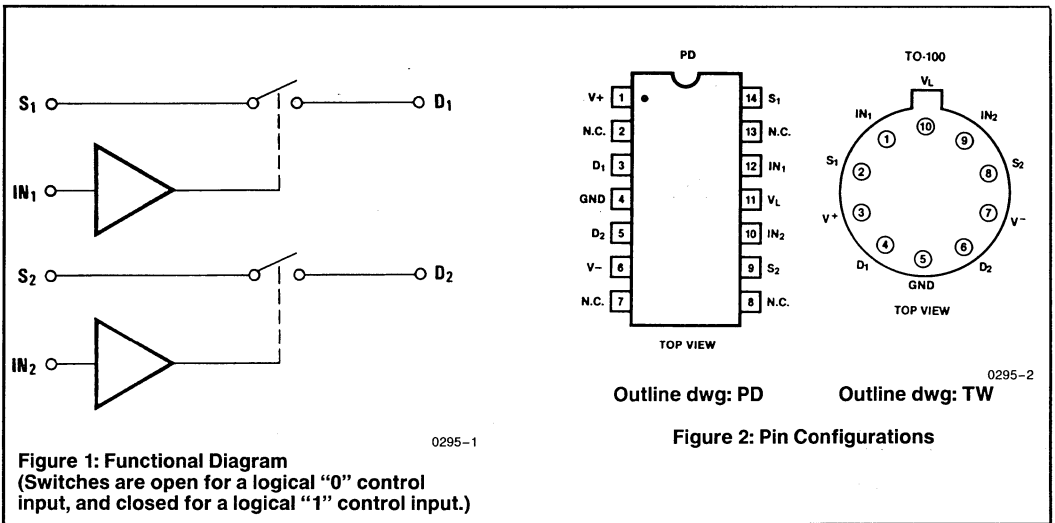 S1 D1
IN1
S2 D2
IN2
0295-1
Figure 1: Functional Diagram
(Switches are open for a logical “0” control
input, and closed for a logical “1” control input.)
PD
V+ 1 14 S1
N.C. 2 13 N.C.
D1 3 12 IN1
GND 4 11 VL
D2 5 10 IN2
V− 6 9 S2
N.C. 7 8 N.C.
TOP VIEW
Outline dwg: PD
TO-100
VL
IN1 10 IN2
1 9
S1 2 8 S2
V+ 3 7 V−
4 6
D1 5 D2
GND
TOP VIEW
0295-2
Outline dwg: TW
Figure 2: Pin Configurations